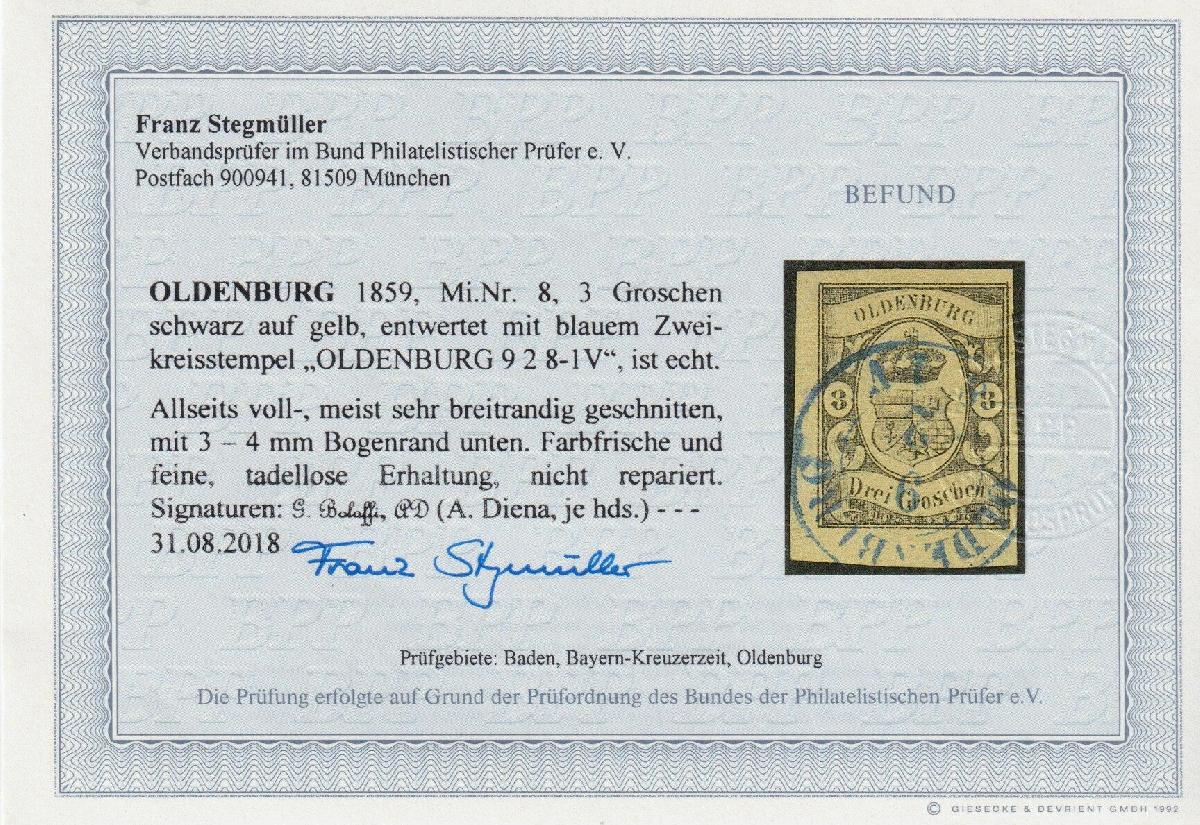 Franz Stegmüller
Verbandsprüfer im Bund Philatelistischer Prüfer e. V.
Postfach 900941, 81509 München
BEFUND
OLDENBURG 1859, Mi.Nr. 8, 3 Groschen
schwarz auf gelb, entwertet mit blauem Zwei-
kreisstempel „OLDENBURG 9 2 8-1V“, ist echt.
Allseits voll-, meist sehr breitrandig geschnitten,
mit 3 – 4 mm Bogenrand unten. Farbfrische und
feine, tadellose Erhaltung, nicht repariert.
Signaturen: G. Bolaffi, (A. Diena, je hds.) - - -
31.08.2018 Franz Stegmüller
OLDENBURG
3 3
Drei Groschen
Prüfgebiete: Baden, Bayern-Kreuzerzeit, Oldenburg
Die Prüfung erfolgte auf Grund der Prüfordnung des Bundes der Philatelistischen Prüfer e.V.
© GIESECKE & DEVRIENT GMBH 1992